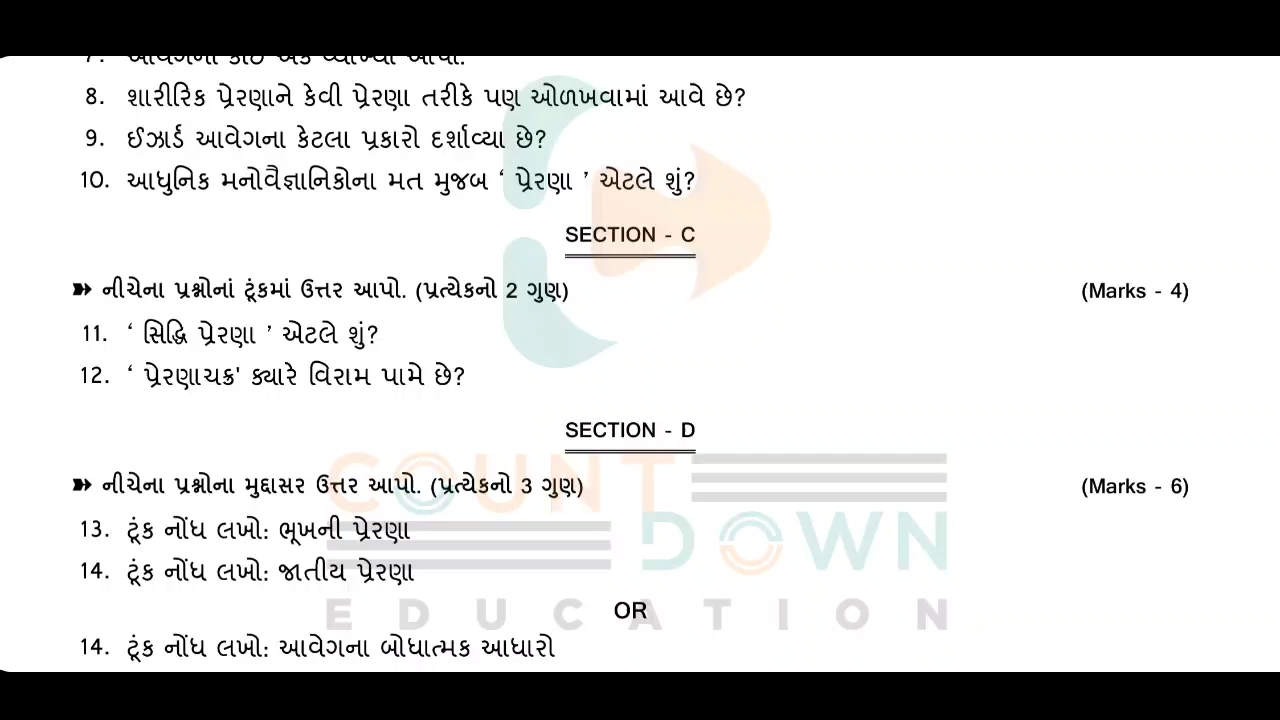 8. શારીરિક પ્રેરણાને કેવી પ્રેરણા તરીકે પણ ઓળખવામાં આવે છે?
9. ઈઝાર્ડ આવેગના કેટલા પ્રકારો દર્શાવ્યા છે?
10. આધુનિક મનોવૈજ્ઞાનિકોના મત મુજબ ‘ પ્રેરણા ’ એટલે શું?
SECTION - C
➽ નીચેના પ્રશ્નોનાં ટૂંકમાં ઉત્તર આપો. (પ્રત્યેકનો 2 ગુણ) (Marks - 4)
11. ‘ સિદ્ધિ પ્રેરણા ’ એટલે શું?
12. ‘ પ્રેરણાચક્ર' ક્યારે વિરામ પામે છે?
SECTION - D
➽ નીચેના પ્રશ્નોના મુદ્દાસર ઉત્તર આપો. (પ્રત્યેકનો 3 ગુણ) (Marks - 6)
13. ટૂંક નોંધ લખો: ભૂખની પ્રેરણા
14. ટૂંક નોંધ લખો: જાતીય પ્રેરણા
OR
14. ટૂંક નોંધ લખો: આવેગના બોધાત્મક આધારો
COUNT
DOWN
EDUCATION